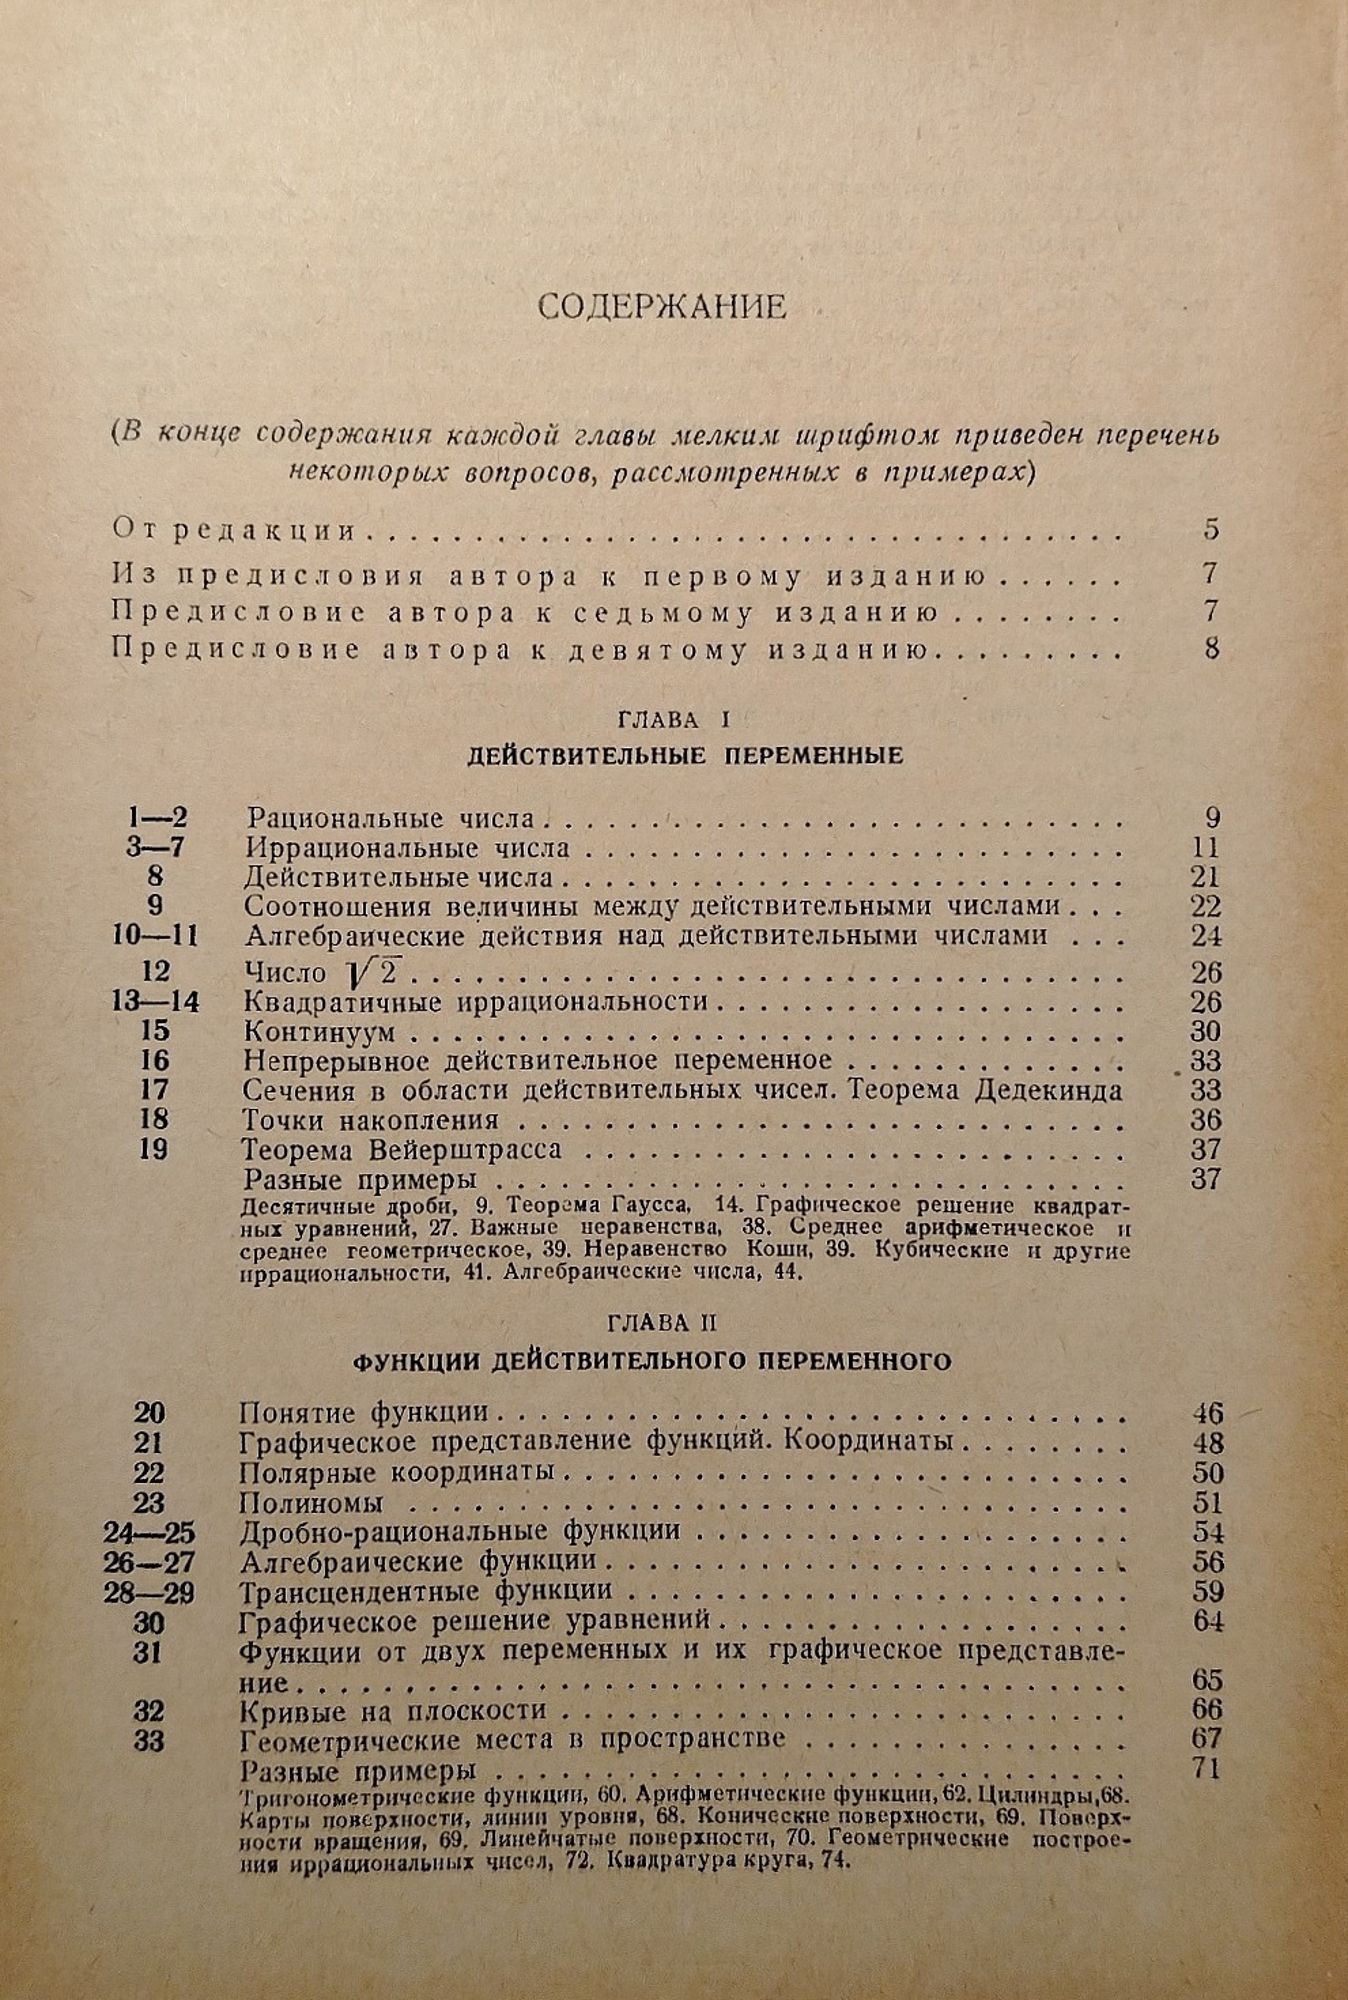 СОДЕРЖАНИЕ
(В конце содержания каждой главы мелким шрифтом приведен перечень
некоторых вопросов, рассмотренных в примерах)
От редакции . . . . . . . . . . 5
Из предисловия автора к первому изданию . . . . . . 7
Предисловие автора к седьмому изданию . . . . . . . . 7
Предисловие автора к девятому изданию . . . . . . . . . 8
ГЛАВА I
ДЕЙСТВИТЕЛЬНЫЕ ПЕРЕМЕННЫЕ
1—2 Рациональные числа . . . . . . . . . . 9
3—7 Иррациональные числа . . . . . . . . . . 11
8 Действительные числа . . . . . . . . . . 21
9 Соотношения величины между действительными числами . . . 22
10—11 Алгебраические действия над действительными числами . . . 24
12 Число √2 . . . . . . . . . . 26
13—14 Квадратичные иррациональности . . . . . . . . . . 26
15 Континуум . . . . . . . . . . 30
16 Непрерывное действительное переменное . . . . . . . . . . 33
17 Сечения в области действительных чисел. Теорема Дедекинда 33
18 Точки накопления . . . . . . . . . . 36
19 Теорема Вейерштрасса . . . . . . . . . . 37
Разные примеры . . . . . . . . . . 37
Десятичные дроби, 9. Теорема Гаусса, 14. Графическое решение квадрат-
ных уравнений, 27. Важные неравенства, 38. Среднее арифметическое и
среднее геометрическое, 39. Неравенство Коши, 39. Кубические и другие
иррациональности, 41. Алгебраические числа, 44.
ГЛАВА II
ФУНКЦИИ ДЕЙСТВИТЕЛЬНОГО ПЕРЕМЕННОГО
20 Понятие функции . . . . . . . . . . 46
21 Графическое представление функций. Координаты . . . . . . . . 48
22 Полярные координаты . . . . . . . . . . 50
23 Полиномы . . . . . . . . . . 51
24—25 Дробно-рациональные функции . . . . . . . . . . 54
26—27 Алгебраические функции . . . . . . . . . . 56
28—29 Трансцендентные функции . . . . . . . . . . 59
30 Графическое решение уравнений . . . . . . . . . . 64
31 Функции от двух переменных и их графическое представле-
ние . . . . . . . . . . 65
32 Кривые на плоскости . . . . . . . . . . 66
33 Геометрические места в пространстве . . . . . . . . . . 67
Разные примеры . . . . . . . . . . 71
Тригонометрические функции, 60. Арифметические функции, 62. Цилиндры, 68.
Карты поверхности, линии уровня, 68. Конические поверхности, 69. Поверх-
ности вращения, 69. Линейчатые поверхности, 70. Геометрические построе-
ния иррациональных чисел, 72. Квадратура круга, 74.